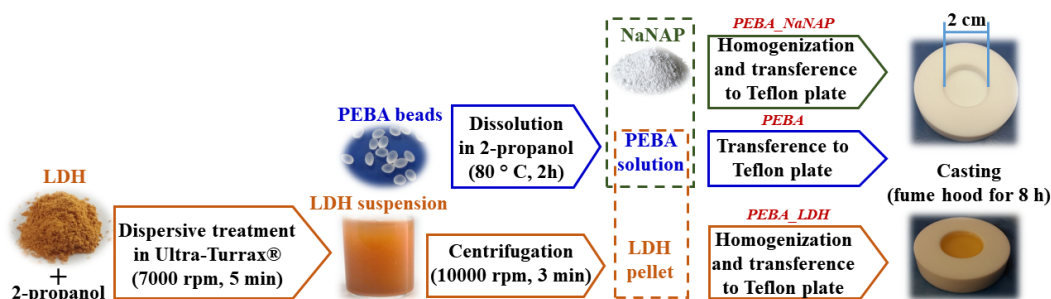 LDH
+
2-propanol
Dispersive treatment
in Ultra-Turrax®
(7000 rpm, 5 min)
PEBA beads
LDH suspension
Dissolution
in 2-propanol
(80 ° C, 2h)
Centrifugation
(10000 rpm, 3 min)
NaNAP
PEBA
solution
LDH
pellet
PEBA_NaNAP
Homogenization
and transference
to Teflon plate
PEBA
Transference to
Teflon plate
PEBA_LDH
Homogenization
and transference
to Teflon plate
2 cm
Casting
(fume hood for 8 h)